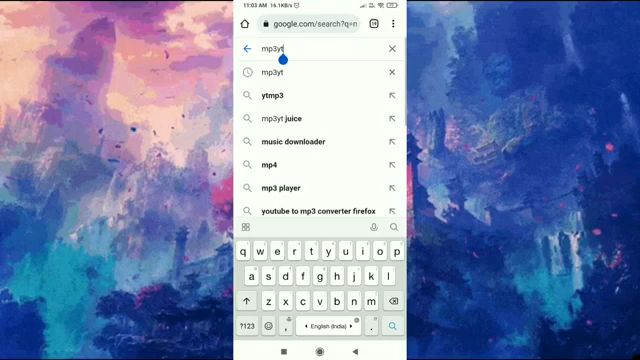 11:03 AM 16.1KB/s
google.com/search?q=n
19
mp3yt
mp3yt
ytmp3
mp3yt juice
music downloader
mp4
mp3 player
youtube to mp3 converter firefox
q w e r t y u i o p
a s d f g h j k l
z x c v b n m
?123 , English (India) .